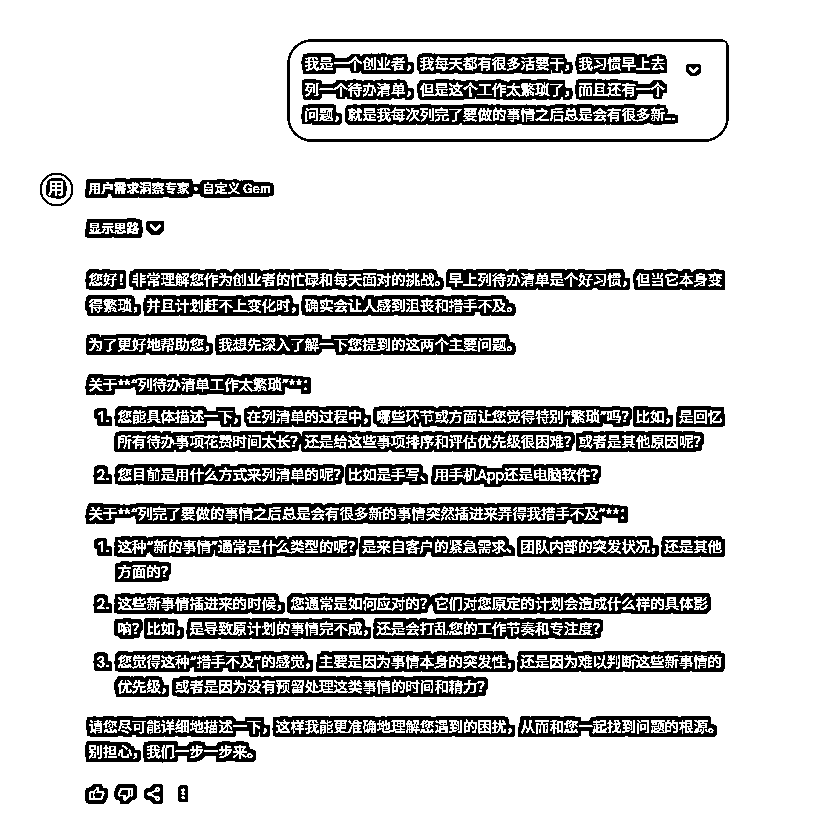 我是一个创业者，我每天都有很多活要干，我习惯早上去
列一个待办清单，但是这个工作太繁琐了，而且还有一个
问题，就是我每次列完了要做的事情之后总是会有很多新...
用 用户需求洞察专家 · 自定义 Gem
显示思路
您好！非常理解您作为创业者的忙碌和每天面对的挑战。早上列待办清单是个好习惯，但当它本身变
得繁琐，并且计划赶不上变化时，确实会让人感到沮丧和措手不及。
为了更好地帮助您，我想先深入了解一下您提到的这两个主要问题。
关于**“列待办清单工作太繁琐”**：
1. 您能具体描述一下，在列清单的过程中，哪些环节或方面让您觉得特别“繁琐”吗？比如，是回忆
所有待办事项花费时间太长？还是给这些事项排序和评估优先级很困难？或者是其他原因呢？
2. 您目前是用什么方式来列清单的呢？比如是手写、用手机App还是电脑软件？
关于**“列完了要做的事情之后总是会有很多新的事情突然插进来弄得我措手不及”**：
1. 这种“新的事情”通常是什么类型的呢？是来自客户的紧急需求、团队内部的突发状况，还是其他
方面的？
2. 这些新事情插进来的时候，您通常是如何应对的？它们对您原定的计划会造成什么样的具体影
响？比如，是导致原计划的事情完不成，还是会打乱您的工作节奏和专注度？
3. 您觉得这种“措手不及”的感觉，主要是因为事情本身的突发性，还是因为难以判断这些新事情的
优先级，或者是因为没有预留处理这类事情的时间和精力？
请您尽可能详细地描述一下，这样我能更准确地理解您遇到的困扰，从而和您一起找到问题的根源。
别担心，我们一步一步来。